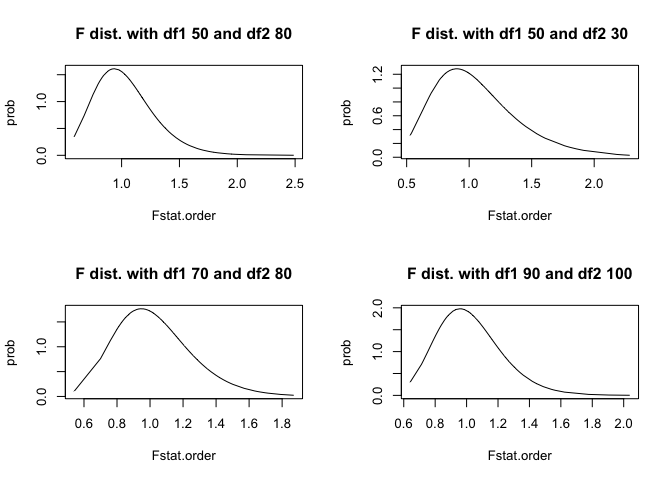 F dist. with df1 50 and df2 80
prob
0.0 1.0
1.0 1.5 2.0 2.5
Fstat.order
F dist. with df1 50 and df2 30
prob
0.0 0.6 1.2
0.5 1.0 1.5 2.0
Fstat.order
F dist. with df1 70 and df2 80
prob
0.0 1.0
0.6 0.8 1.0 1.2 1.4 1.6 1.8
Fstat.order
F dist. with df1 90 and df2 100
prob
0.0 1.0 2.0
0.6 0.8 1.0 1.2 1.4 1.6 1.8 2.0
Fstat.order